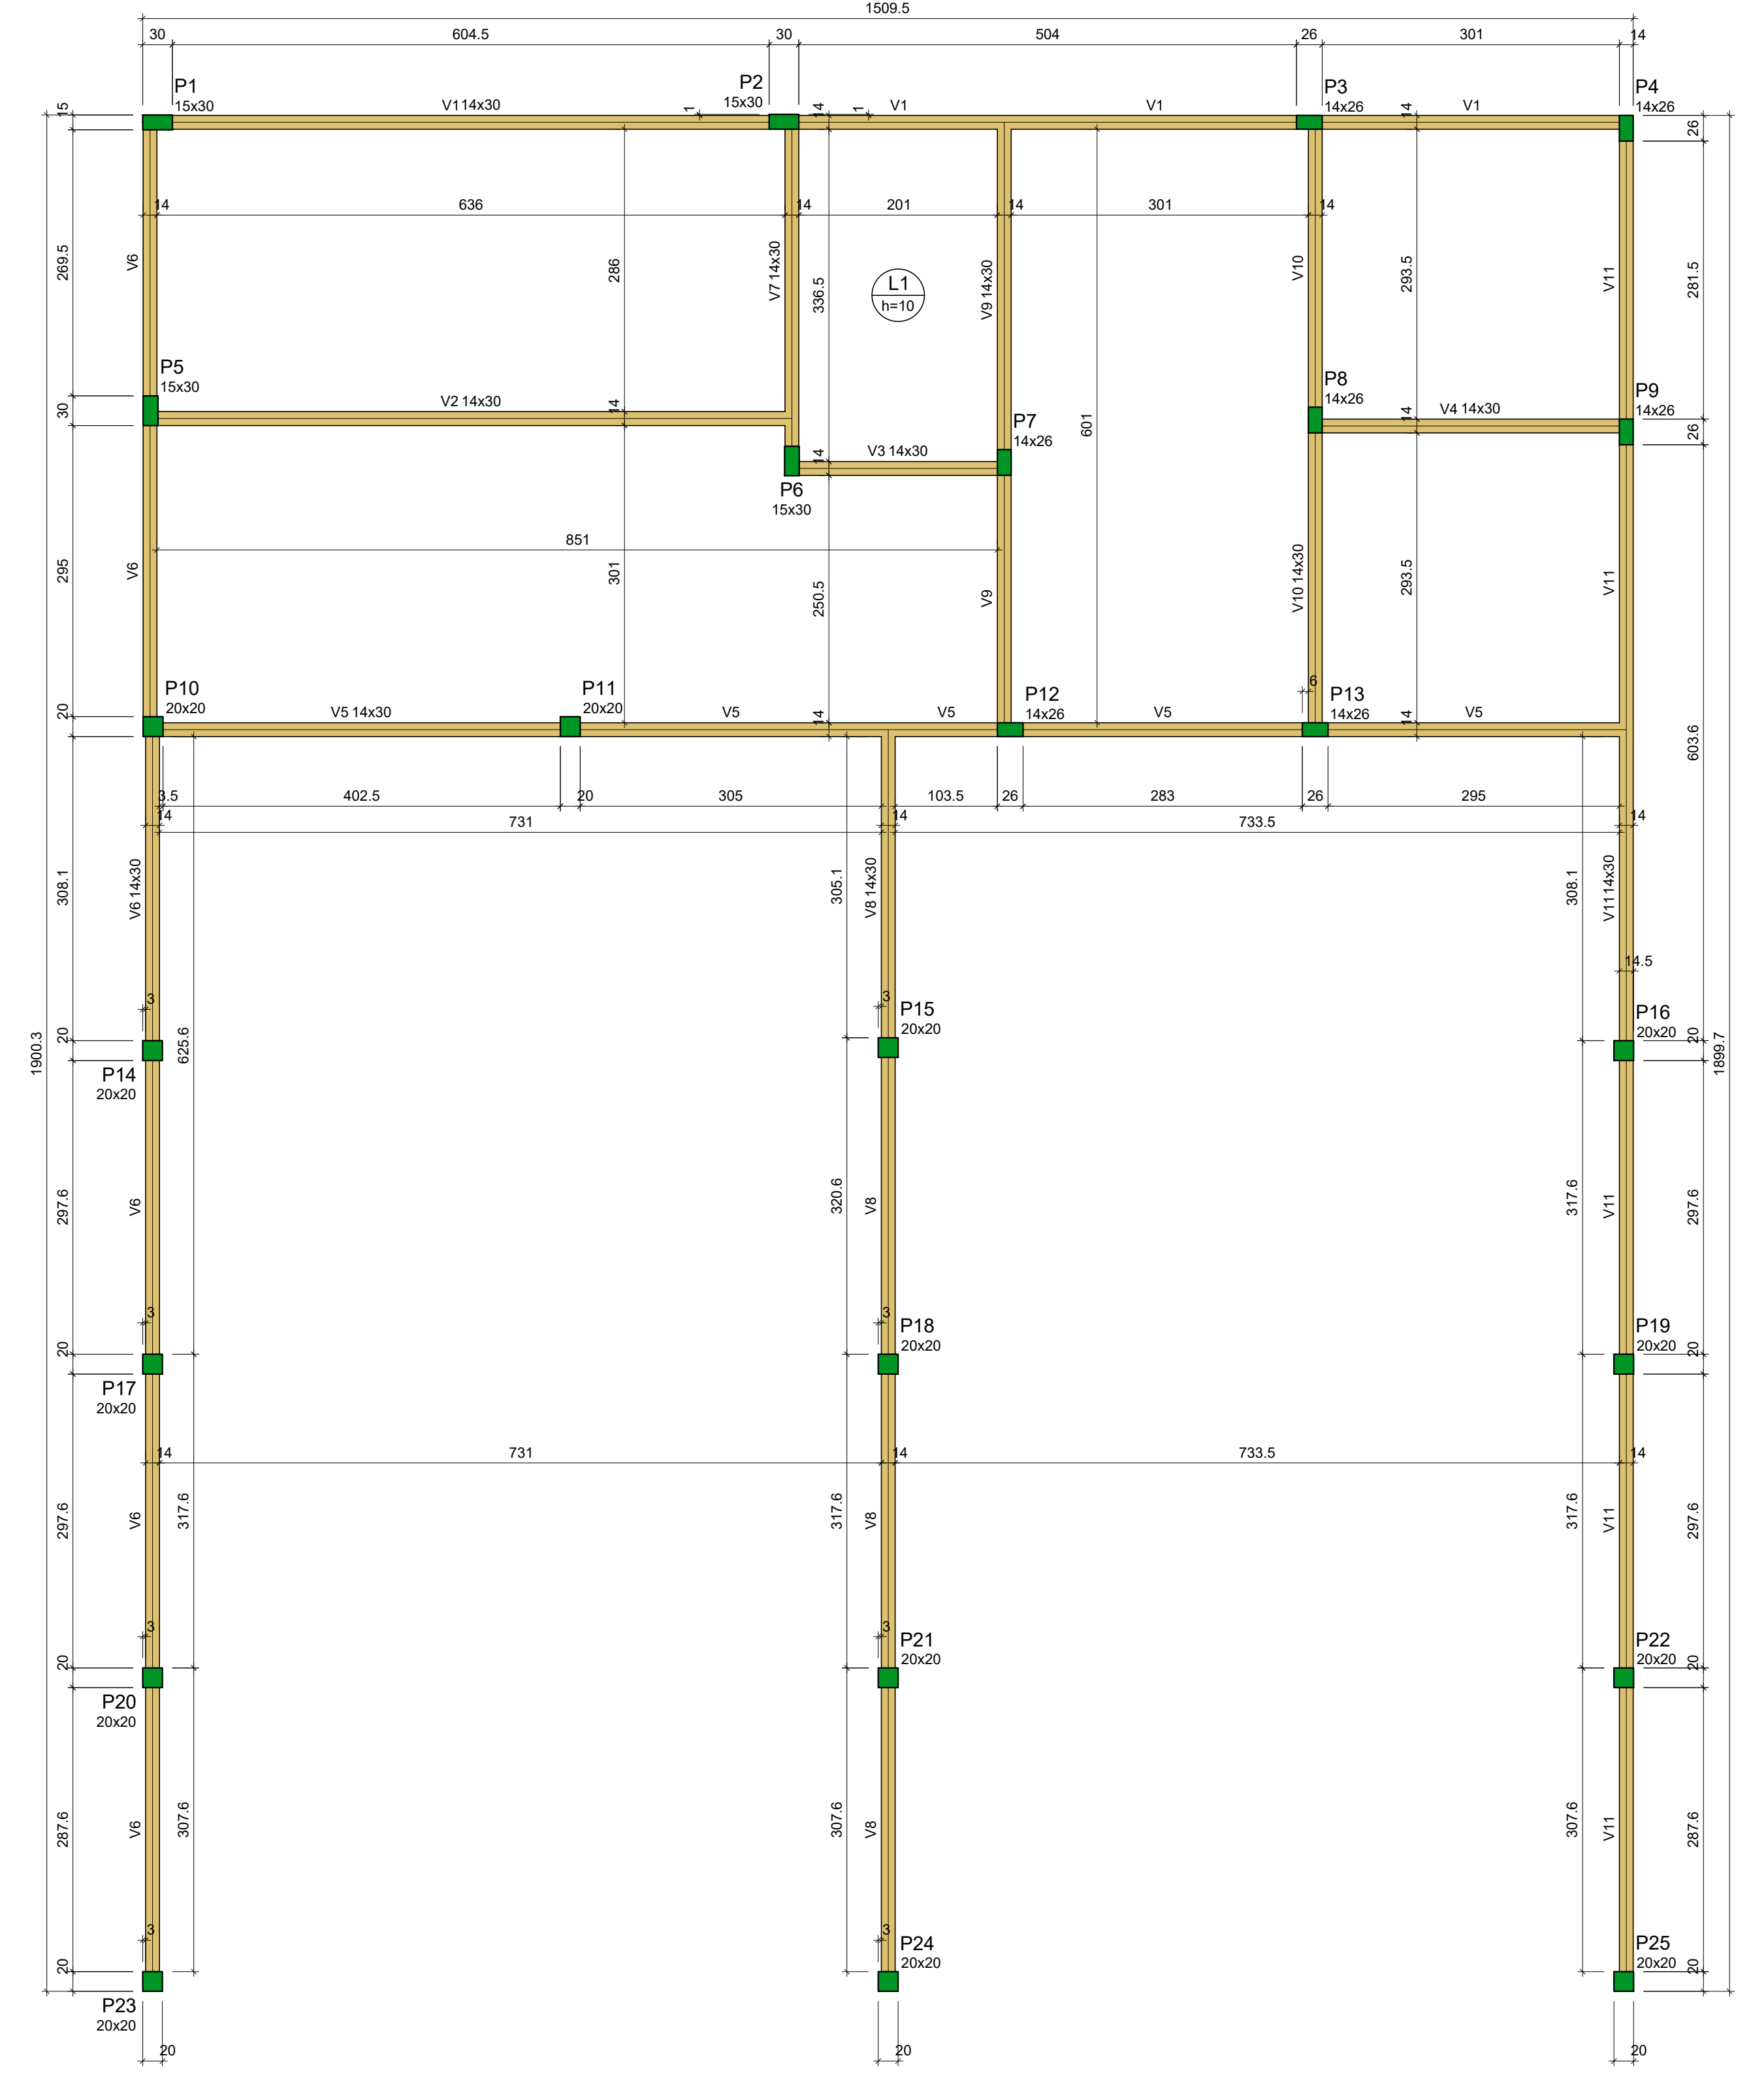 1509.5
30 604.5 30 504 26 301 14
P1
15x30
V1 14x30
1
P2
15x30
14
1
V1
V1
P3
14x26
14
V1
P4
14x26
15
26
14 636 14 201 14 301 14
269.5
V6
286
V7 14x30
336.5
L1
h=10
V9 14x30
V10
293.5
V11
281.5
P5
15x30
30
V2 14x30
14
P7
14x26
601
P8
14x26
14
V4 14x30
P9
14x26
26
14
V3 14x30
P6
15x30
851
295
V6
301
250.5
V9
V10 14x30
293.5
V11
6
P10
20x20
20
V5 14x30
P11
20x20
V5
14
V5
P12
14x26
V5
P13
14x26
14
V5
603.6
3.5 402.5 20 305 103.5 26 283 26 295
14 731 14 733.5 14
308.1
V6 14x30
305.1
V8 14x30
308.1
V11 14x30
14.5
3
3
P15
20x20
P16
20x20
20
1900.3
20
625.6
1899.7
P14
20x20
297.6
V6
320.6
V8
317.6
V11
297.6
3
3
P18
20x20
P19
20x20
20
20
P17
20x20
14 731 14 733.5 14
297.6
V6
317.6
317.6
V8
317.6
V11
297.6
3
3
P21
20x20
P22
20x20
20
20
P20
20x20
287.6
V6
307.6
307.6
V8
307.6
V11
287.6
3
3
P24
20x20
P25
20x20
20
20
P23
20x20
20 20 20